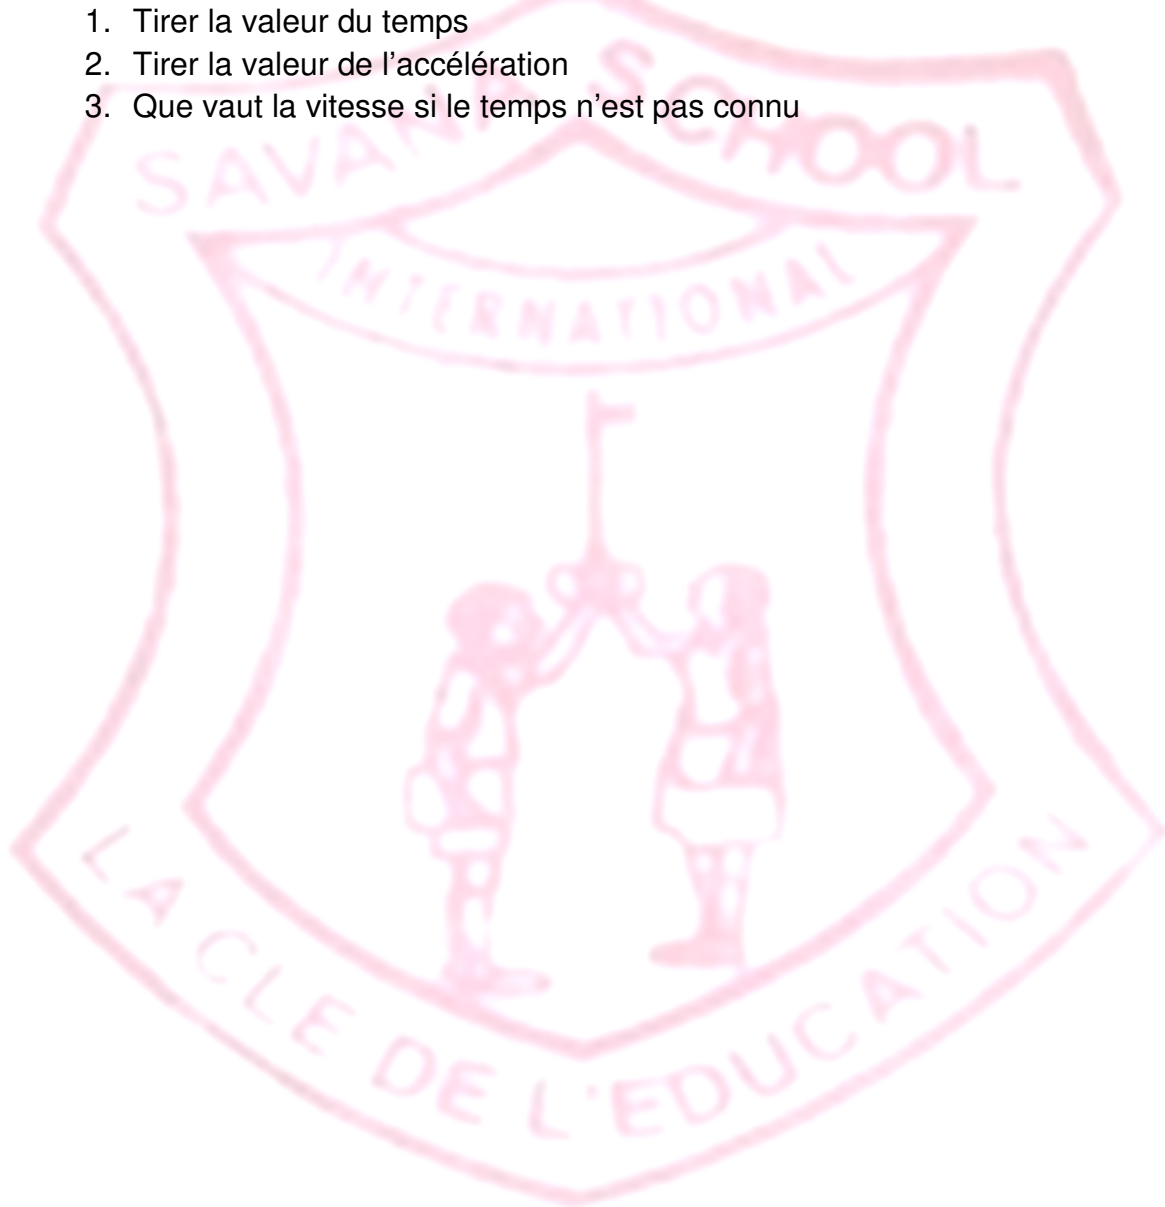 1. Tirer la valeur du temps
2. Tirer la valeur de l’accélération
3. Que vaut la vitesse si le temps n’est pas connu
SAVANA SCHOOL
INTERNATIONAL
LA CLE DE L'EDUCATION